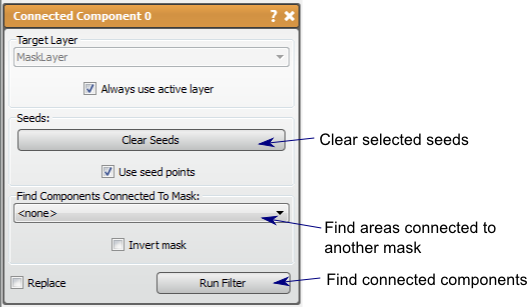 Connected Component 0 ?
Target Layer
MaskLayer
Always use active layer
Seeds:
Clear Seeds
Clear selected seeds
Use seed points
Find Components Connected To Mask:
<none>
Find areas connected to
another mask
Invert mask
Replace
Run Filter
Find connected components